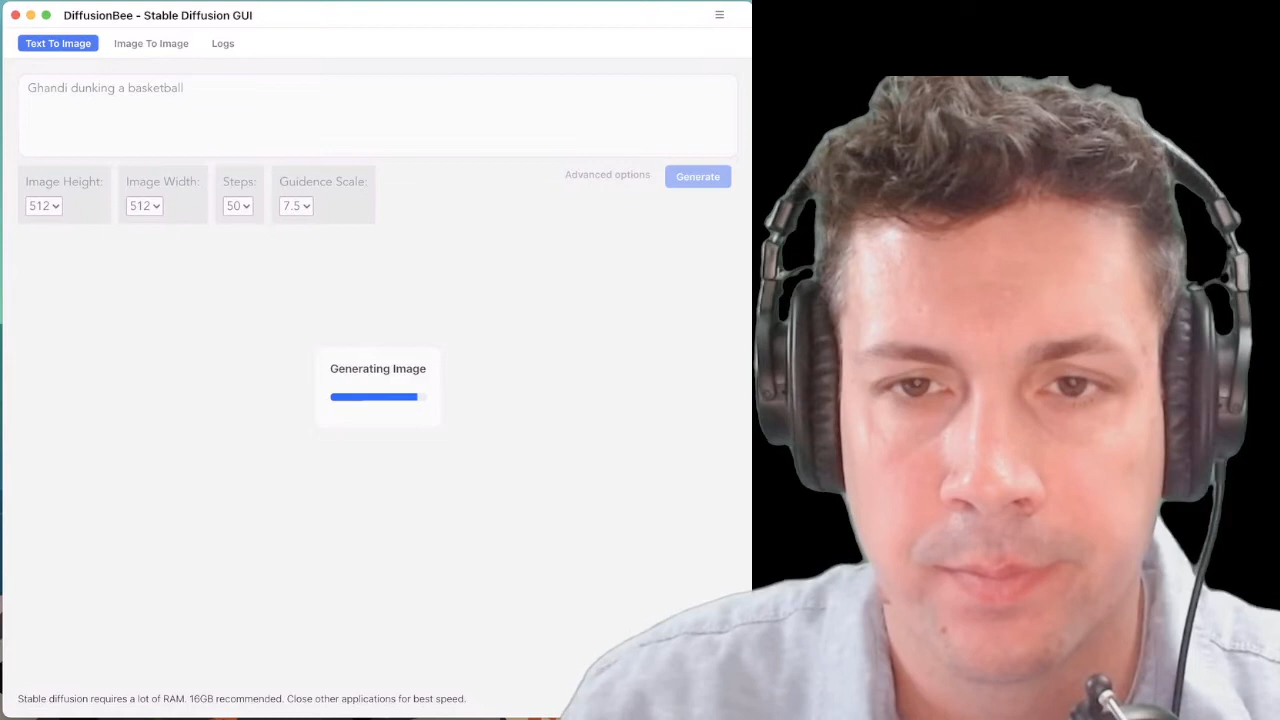 DiffusionBee - Stable Diffusion GUI
Text To Image Image To Image Logs
Ghandi dunking a basketball
Image Height: Image Width: Steps: Guidence Scale: Advanced options Generate
512 512 50 7.5
Generating Image
Stable diffusion requires a lot of RAM. 16GB recommended. Close other applications for best speed.